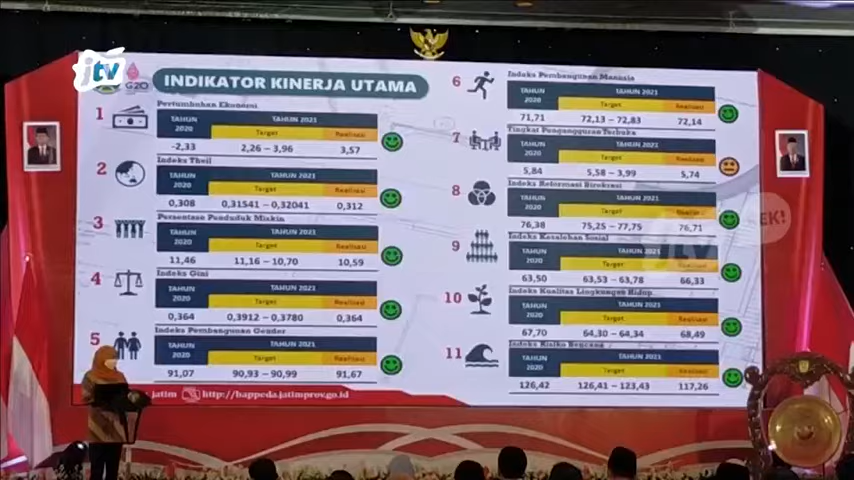 jtv
G20
INDIKATOR KINERJA UTAMA
1
Pertumbuhan Ekonomi
TAHUN 2020
TAHUN 2021
Target
Realisasi
-2,33
2,26 – 3,96
3,57
2
Indeks Theil
TAHUN 2020
TAHUN 2021
Target
Realisasi
0,308
0,31541 – 0,32041
0,312
3
Persentase Penduduk Miskin
TAHUN 2020
TAHUN 2021
Target
Realisasi
11,46
11,16 – 10,70
10,59
4
Indeks Gini
TAHUN 2020
TAHUN 2021
Target
Realisasi
0,364
0,3912 – 0,3780
0,364
5
Indeks Pembangunan Gender
TAHUN 2020
TAHUN 2021
Target
Realisasi
91,07
90,93 – 90,99
91,67
jatim
http://bappeda.jatimprov.go.id
6
Indeks Pembangunan Manusia
TAHUN 2020
TAHUN 2021
Target
Realisasi
71,71
72,13 – 72,83
72,14
7
Tingkat Pengangguran Terbuka
TAHUN 2020
TAHUN 2021
Target
Realisasi
5,84
5,58 – 3,99
5,74
8
Indeks Reformasi Birokrasi
TAHUN 2020
TAHUN 2021
Target
Realisasi
76,38
75,25 – 77,75
76,71
9
Indeks Kesalehan Sosial
TAHUN 2020
TAHUN 2021
Target
Realisasi
63,50
63,53 – 63,78
66,33
10
Indeks Kualitas Lingkungan Hidup
TAHUN 2020
TAHUN 2021
Target
Realisasi
67,70
64,30 – 64,34
68,49
11
Indeks Risiko Bencana
TAHUN 2020
TAHUN 2021
Target
Realisasi
126,42
126,41 – 123,43
117,26
jtv
EK!